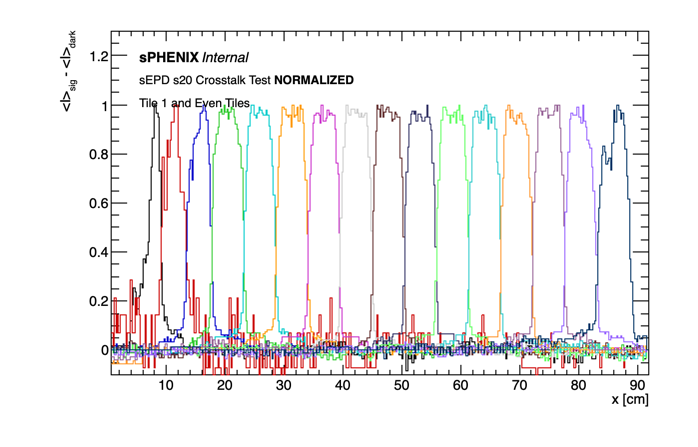 sPHENIX Internal
sEPD s20 Crosstalk Test NORMALIZED
Tile 1 and Even Tiles
<I>sig - <I>dark
1.2
1
0.8
0.6
0.4
0.2
0
10 20 30 40 50 60 70 80 90
x [cm]